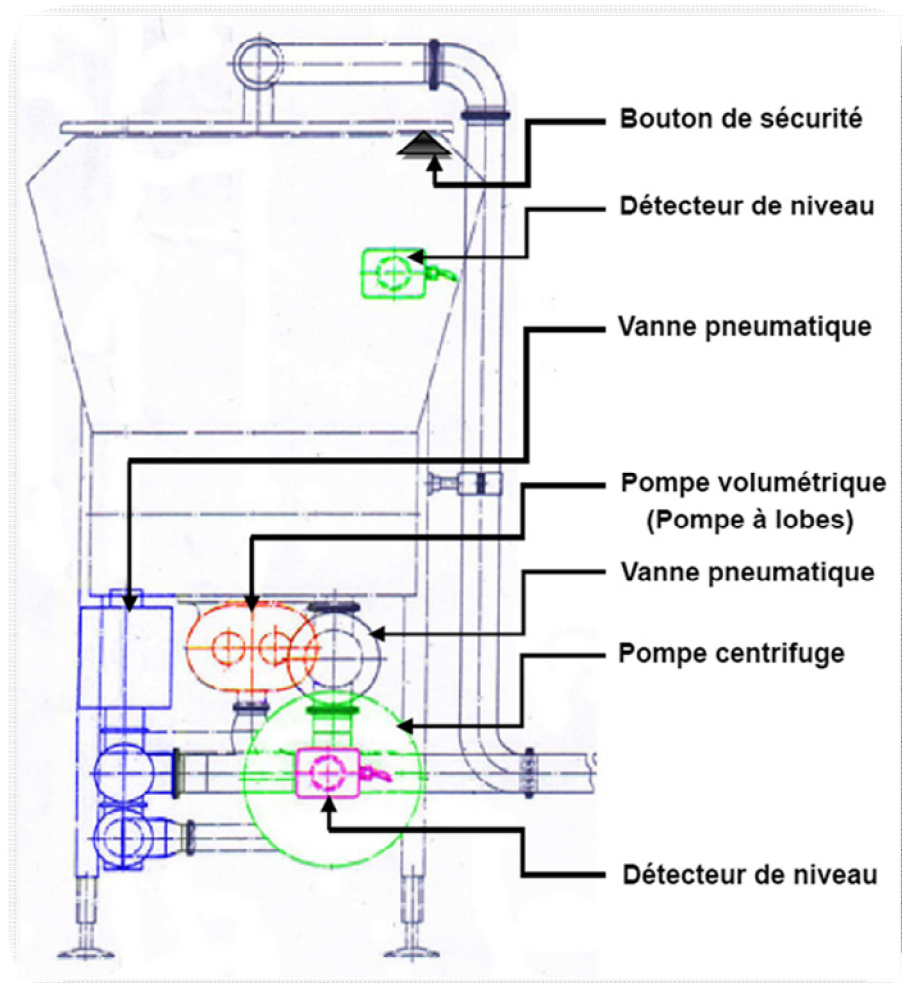 Bouton de sécurité
Détecteur de niveau
Vanne pneumatique
Pompe volumétrique
(Pompe à lobes)
Vanne pneumatique
Pompe centrifuge
Détecteur de niveau